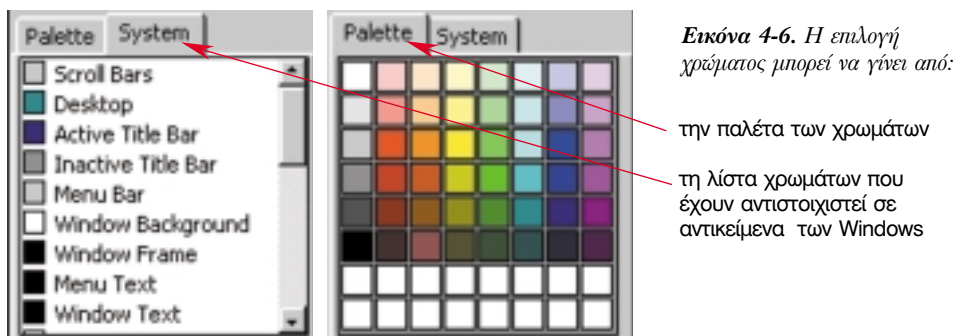 Palette System
Scroll Bars
Desktop
Active Title Bar
Inactive Title Bar
Menu Bar
Window Background
Window Frame
Menu Text
Window Text
Palette System
Εικόνα 4-6. Η επιλογή
χρώματος μπορεί να γίνει από:
την παλέτα των χρωμάτων
τη λίστα χρωμάτων που
έχουν αντιστοιχιστεί σε
αντικείμενα των Windows